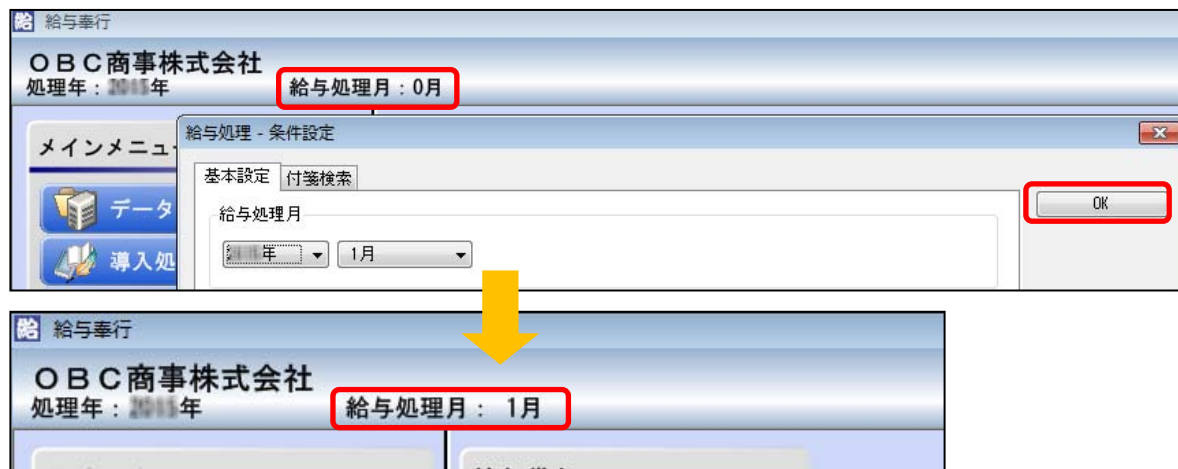 給 給与奉行
OBC商事株式会社
処理年：年 給与処理月：0月
給与処理 - 条件設定
メインメニュ
基本設定 付箋検索
OK
データ
給与処理月
年 1月
導入処
給 給与奉行
OBC商事株式会社
処理年：年 給与処理月： 1月